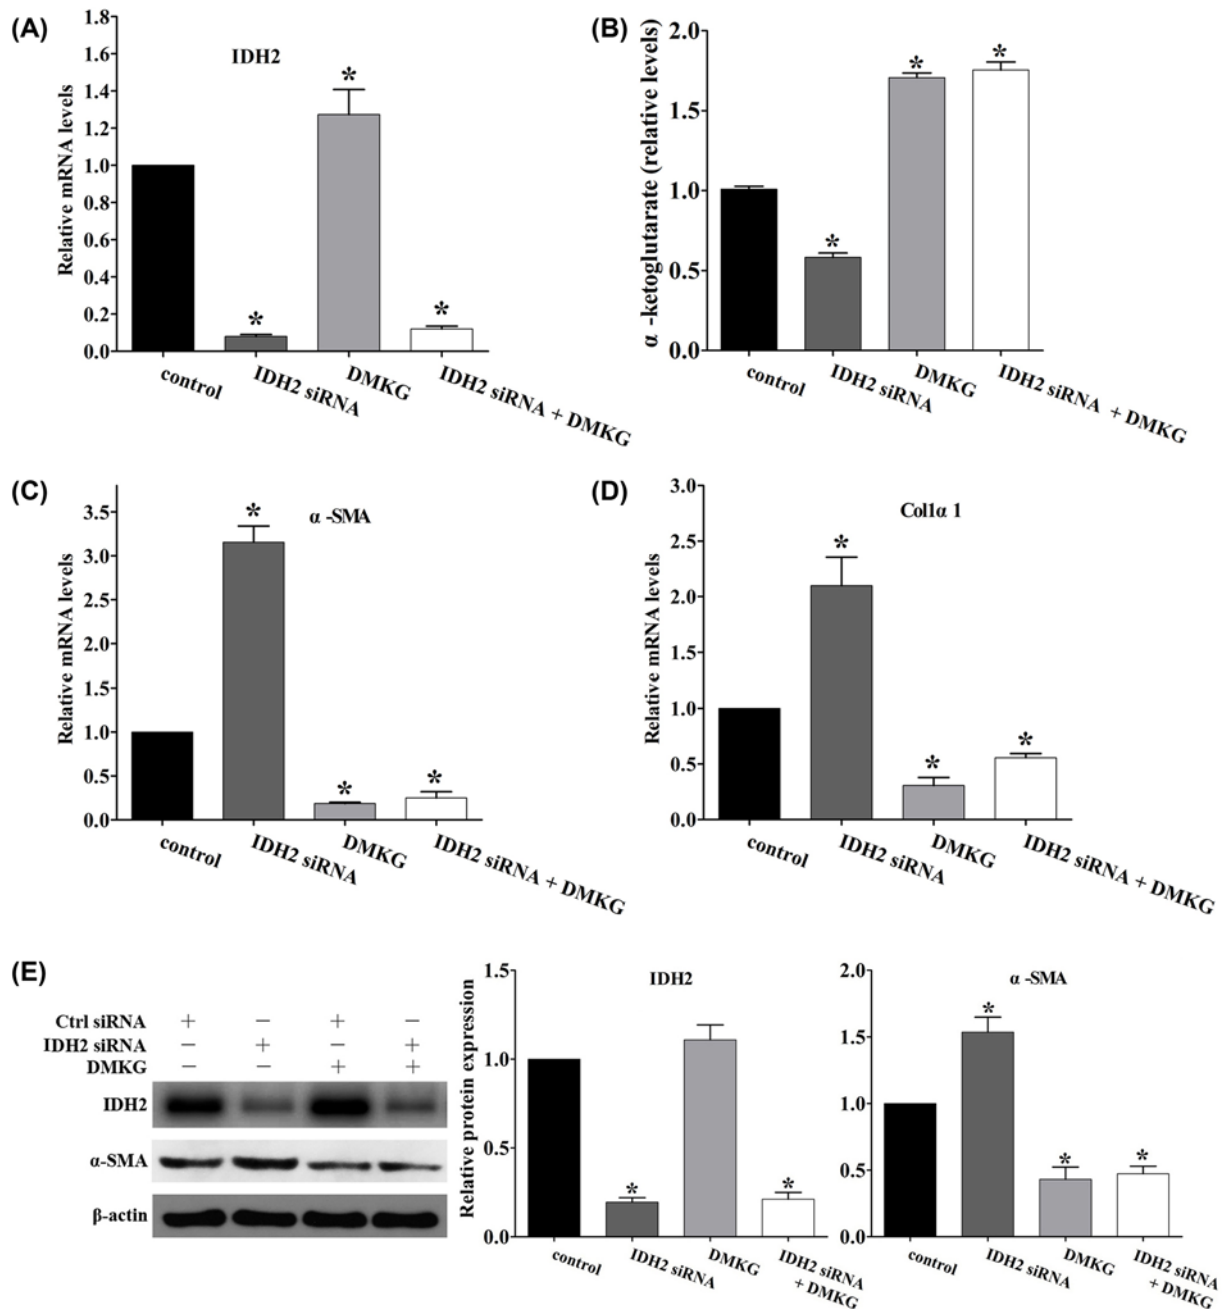 (A)
IDH2
Relative mRNA levels
1.8
1.6
1.4
1.2
1.0
0.8
0.6
0.4
0.2
0.0
*
*
*
control
IDH2 siRNA
DMKG
IDH2 siRNA + DMKG
(B)
α -ketoglutarate (relative levels)
2.0
1.5
1.0
0.5
0.0
*
*
*
control
IDH2 siRNA
DMKG
IDH2 siRNA + DMKG
(C)
α -SMA
Relative mRNA levels
3.5
3.0
2.5
2.0
1.5
1.0
0.5
0.0
*
*
*
control
IDH2 siRNA
DMKG
IDH2 siRNA + DMKG
(D)
Col1α 1
Relative mRNA levels
3.0
2.5
2.0
1.5
1.0
0.5
0.0
*
*
*
control
IDH2 siRNA
DMKG
IDH2 siRNA + DMKG
(E)
Ctrl siRNA + − + −
IDH2 siRNA − + − +
DMKG − − + +
IDH2
α-SMA
β-actin
IDH2
Relative protein expression
1.5
1.0
0.5
0.0
*
*
control
IDH2 siRNA
DMKG
IDH2 siRNA
+ DMKG
α -SMA
2.0
1.5
1.0
0.5
0.0
*
*
*
control
IDH2 siRNA
DMKG
IDH2 siRNA
+ DMKG